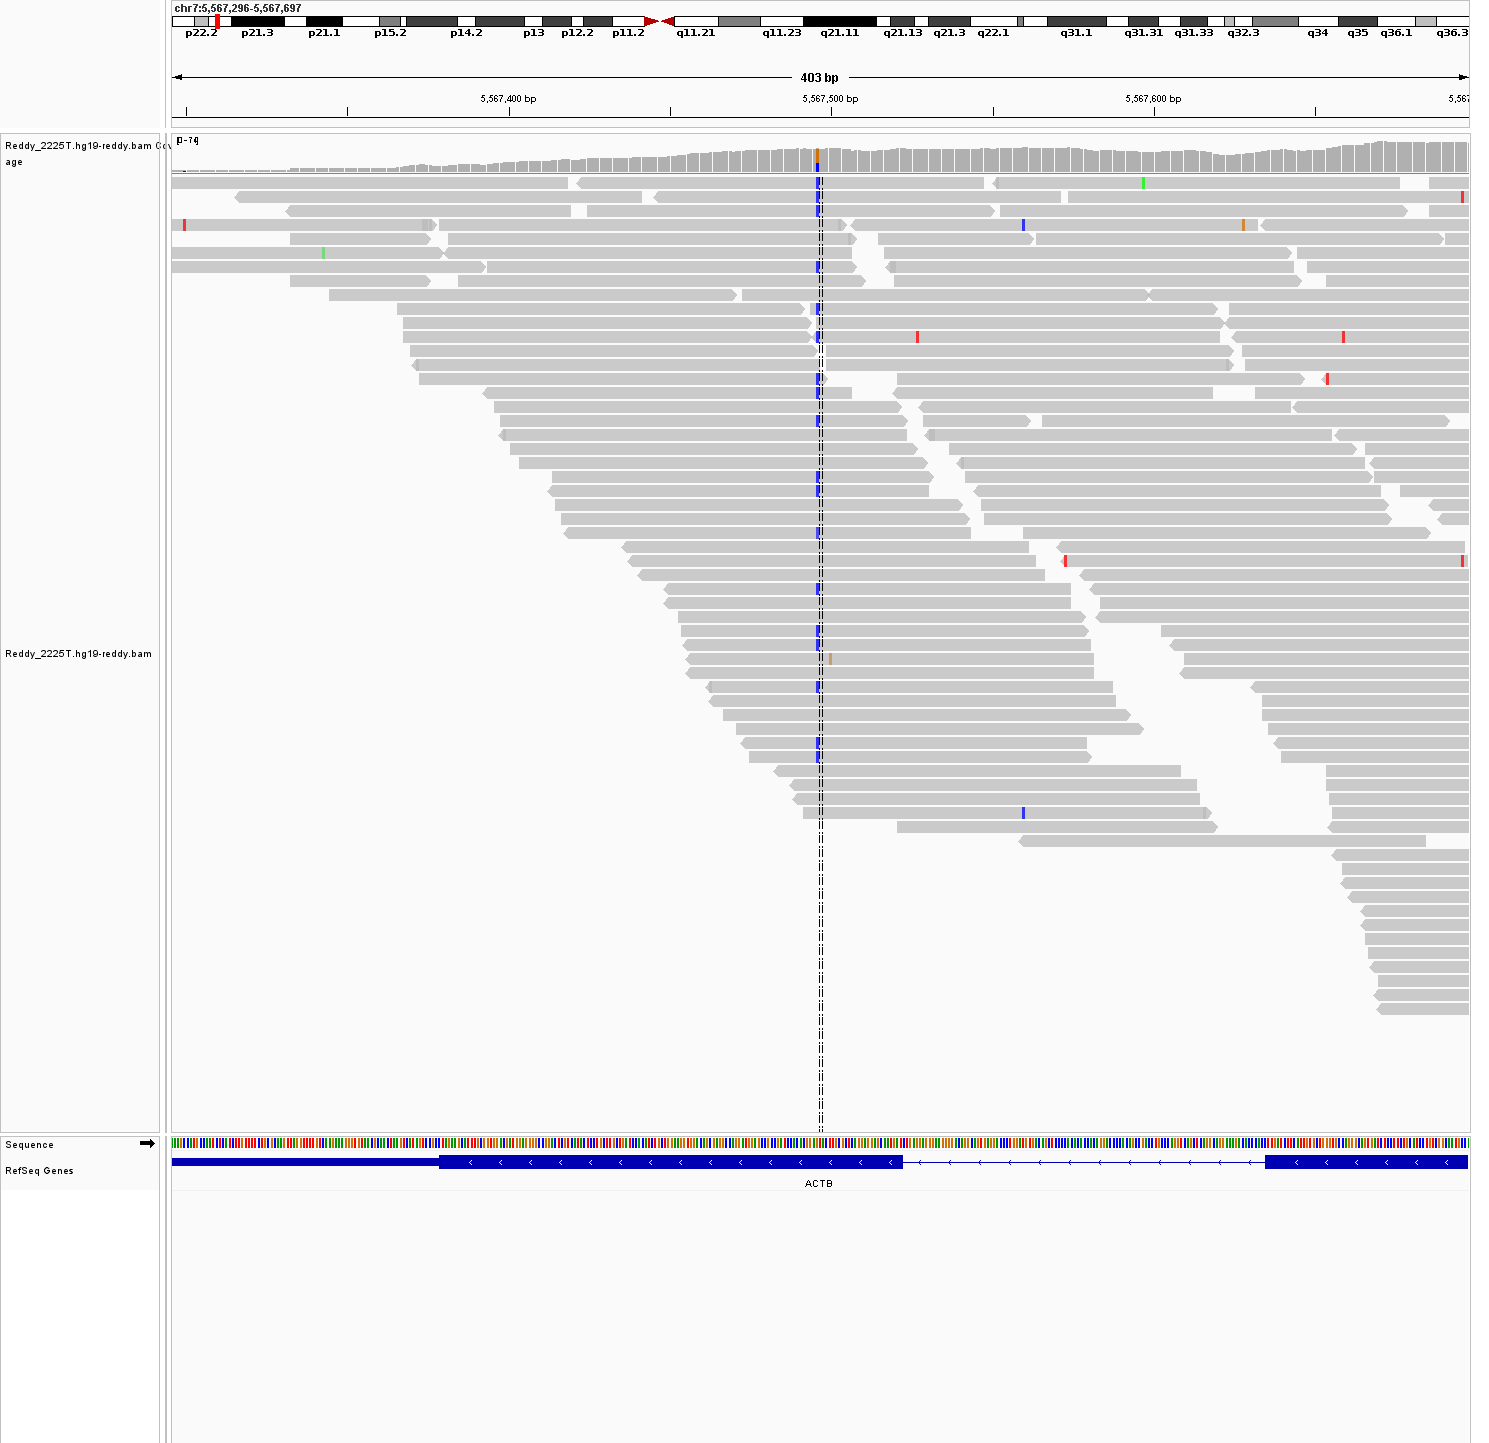 chr7:5,567,296-5,567,697
p22.2 p21.3 p21.1 p15.2 p14.2 p13 p12.2 p11.2 q11.21 q11.23 q21.11 q21.13 q21.3 q22.1 q31.1 q31.31 q31.33 q32.3 q34 q35 q36.1 q36.3
403 bp
5,567,400 bp 5,567,500 bp 5,567,600 bp 5,567
[0-74]
Reddy_2225T.hg19-reddy.bam Cov
age
Reddy_2225T.hg19-reddy.bam
Sequence
RefSeq Genes
ACTB